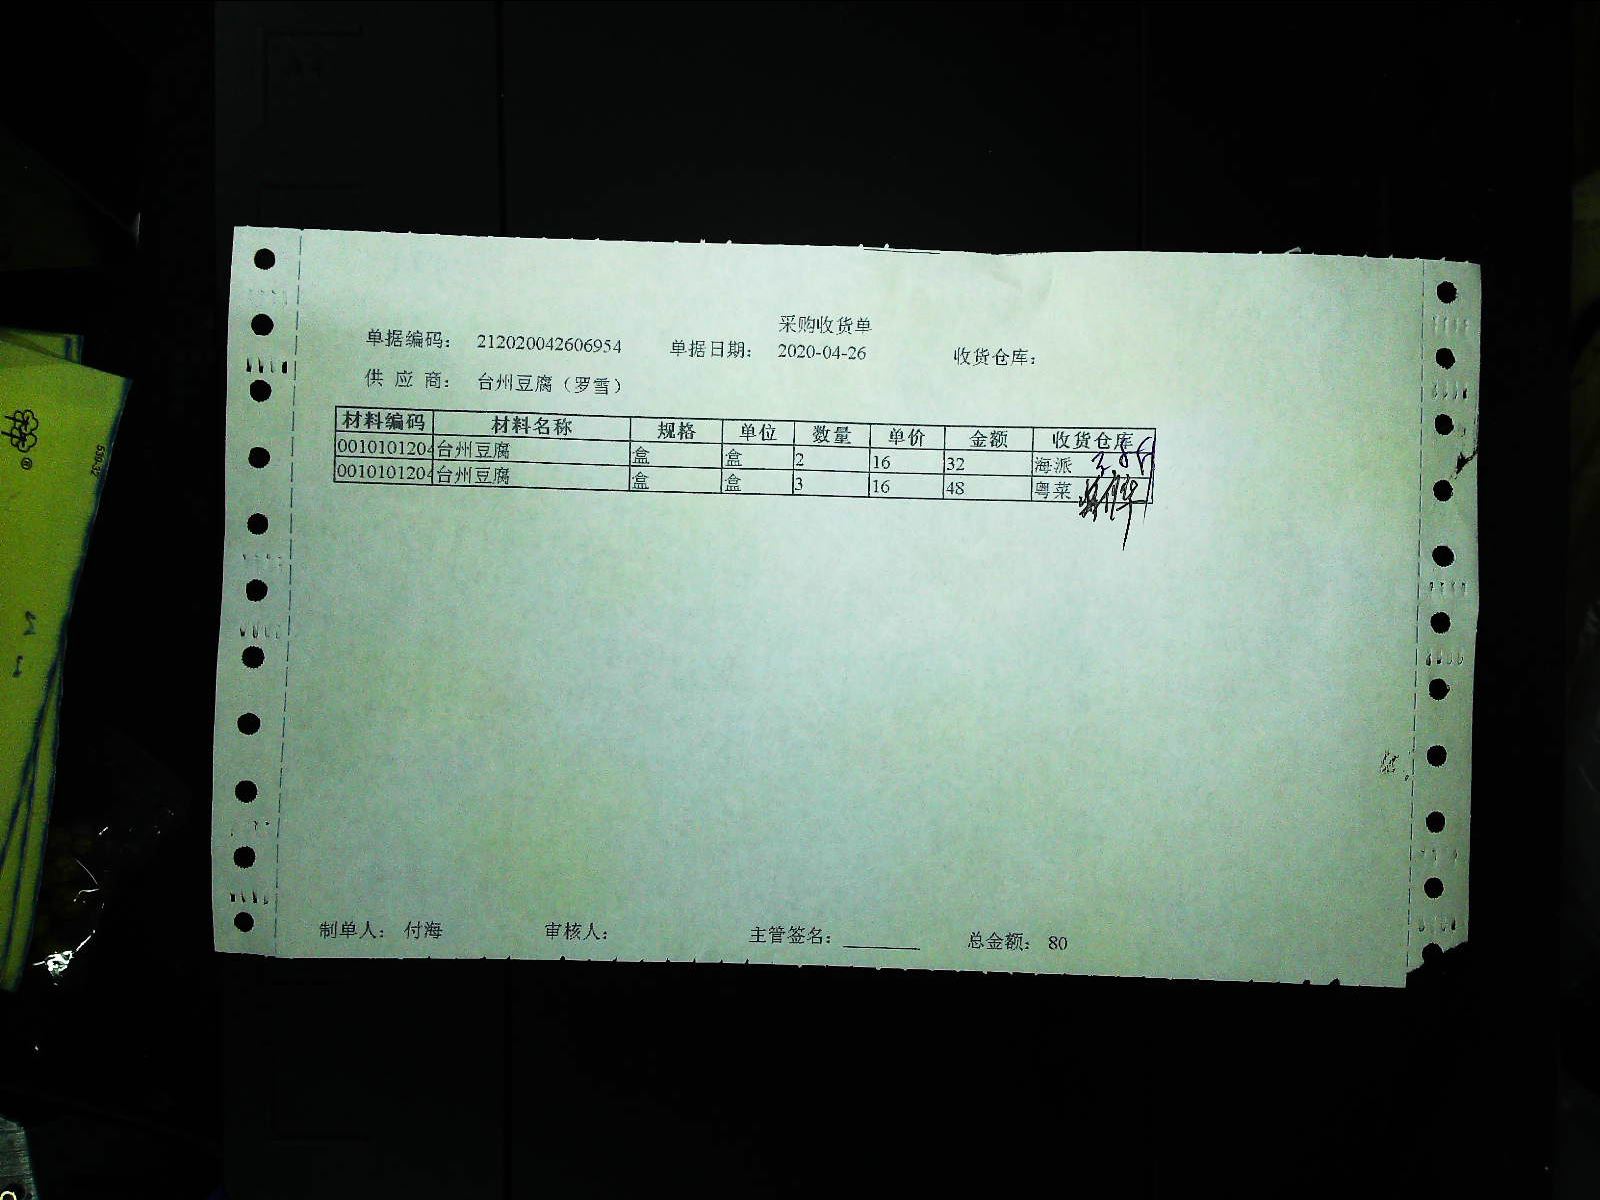 采购收货单
单据编码： 212020042606954 单据日期： 2020-04-26 收货仓库：
供 应 商： 台州豆腐（罗雪）
材料编码 材料名称 规格 单位 数量 单价 金额 收货仓库
0010101204 台州豆腐 盒 盒 2 16 32 海派
0010101204 台州豆腐 盒 盒 3 16 48 粤菜
制单人： 付海 审核人： 主管签名： 总金额： 80